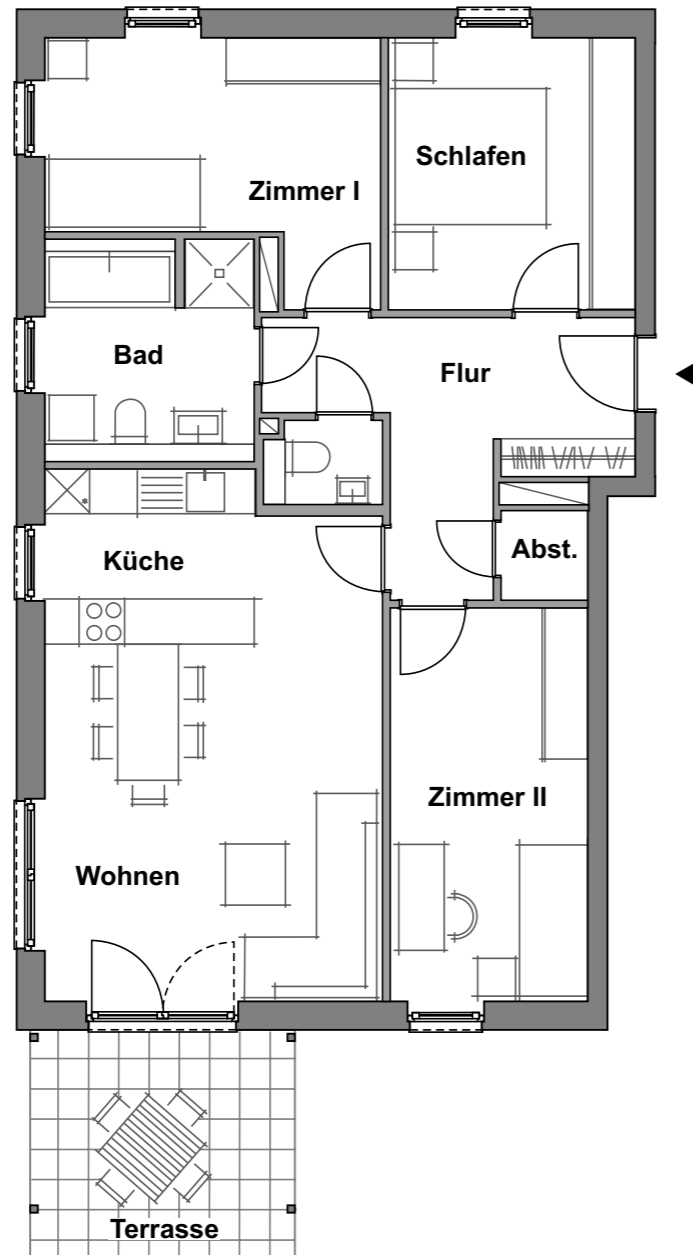 Schlafen
Zimmer I
Bad
Flur
Küche
Abst.
Zimmer II
Wohnen
Terrasse